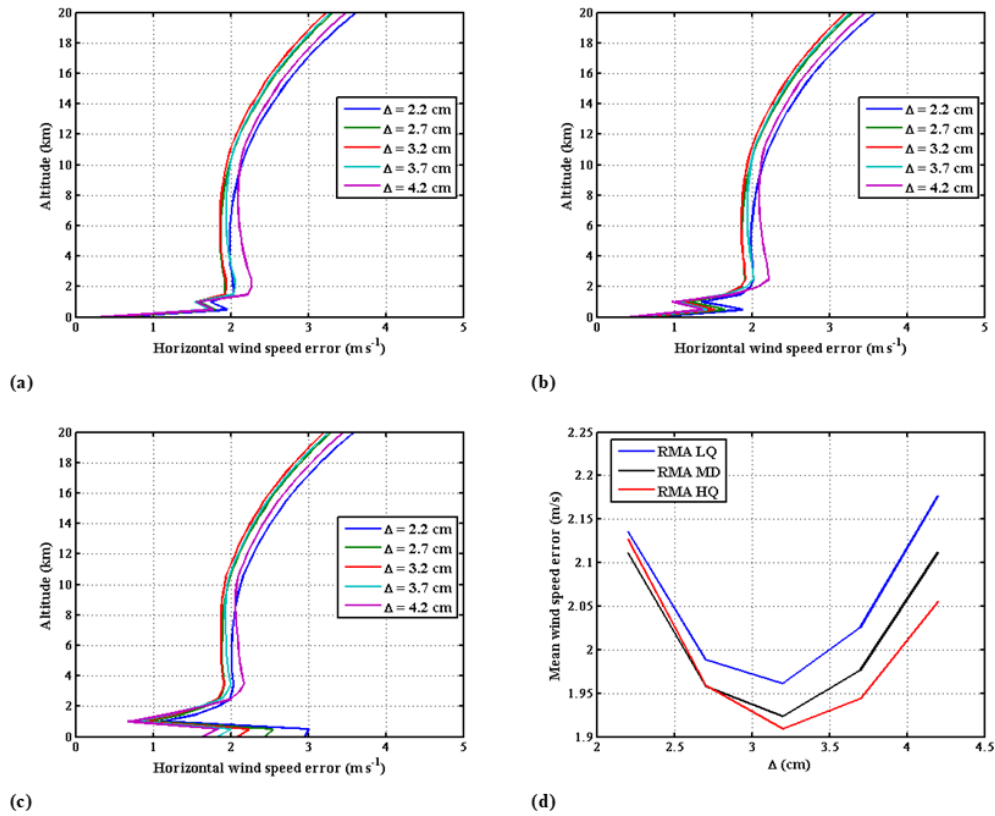 20
18
16
14
12
10
8
6
4
2
0
Altitude (km)
Δ = 2.2 cm
Δ = 2.7 cm
Δ = 3.2 cm
Δ = 3.7 cm
Δ = 4.2 cm
0 1 2 3 4 5
Horizontal wind speed error (m s⁻¹)
(a)
20
18
16
14
12
10
8
6
4
2
0
Altitude (km)
Δ = 2.2 cm
Δ = 2.7 cm
Δ = 3.2 cm
Δ = 3.7 cm
Δ = 4.2 cm
0 1 2 3 4 5
Horizontal wind speed error (m s⁻¹)
(b)
20
18
16
14
12
10
8
6
4
2
0
Altitude (km)
Δ = 2.2 cm
Δ = 2.7 cm
Δ = 3.2 cm
Δ = 3.7 cm
Δ = 4.2 cm
0 1 2 3 4 5
Horizontal wind speed error (m s⁻¹)
(c)
2.25
2.2
2.15
2.1
2.05
2
1.95
1.9
Mean wind speed error (m/s)
RMA LQ
RMA MD
RMA HQ
2 2.5 3 3.5 4 4.5
Δ (cm)
(d)